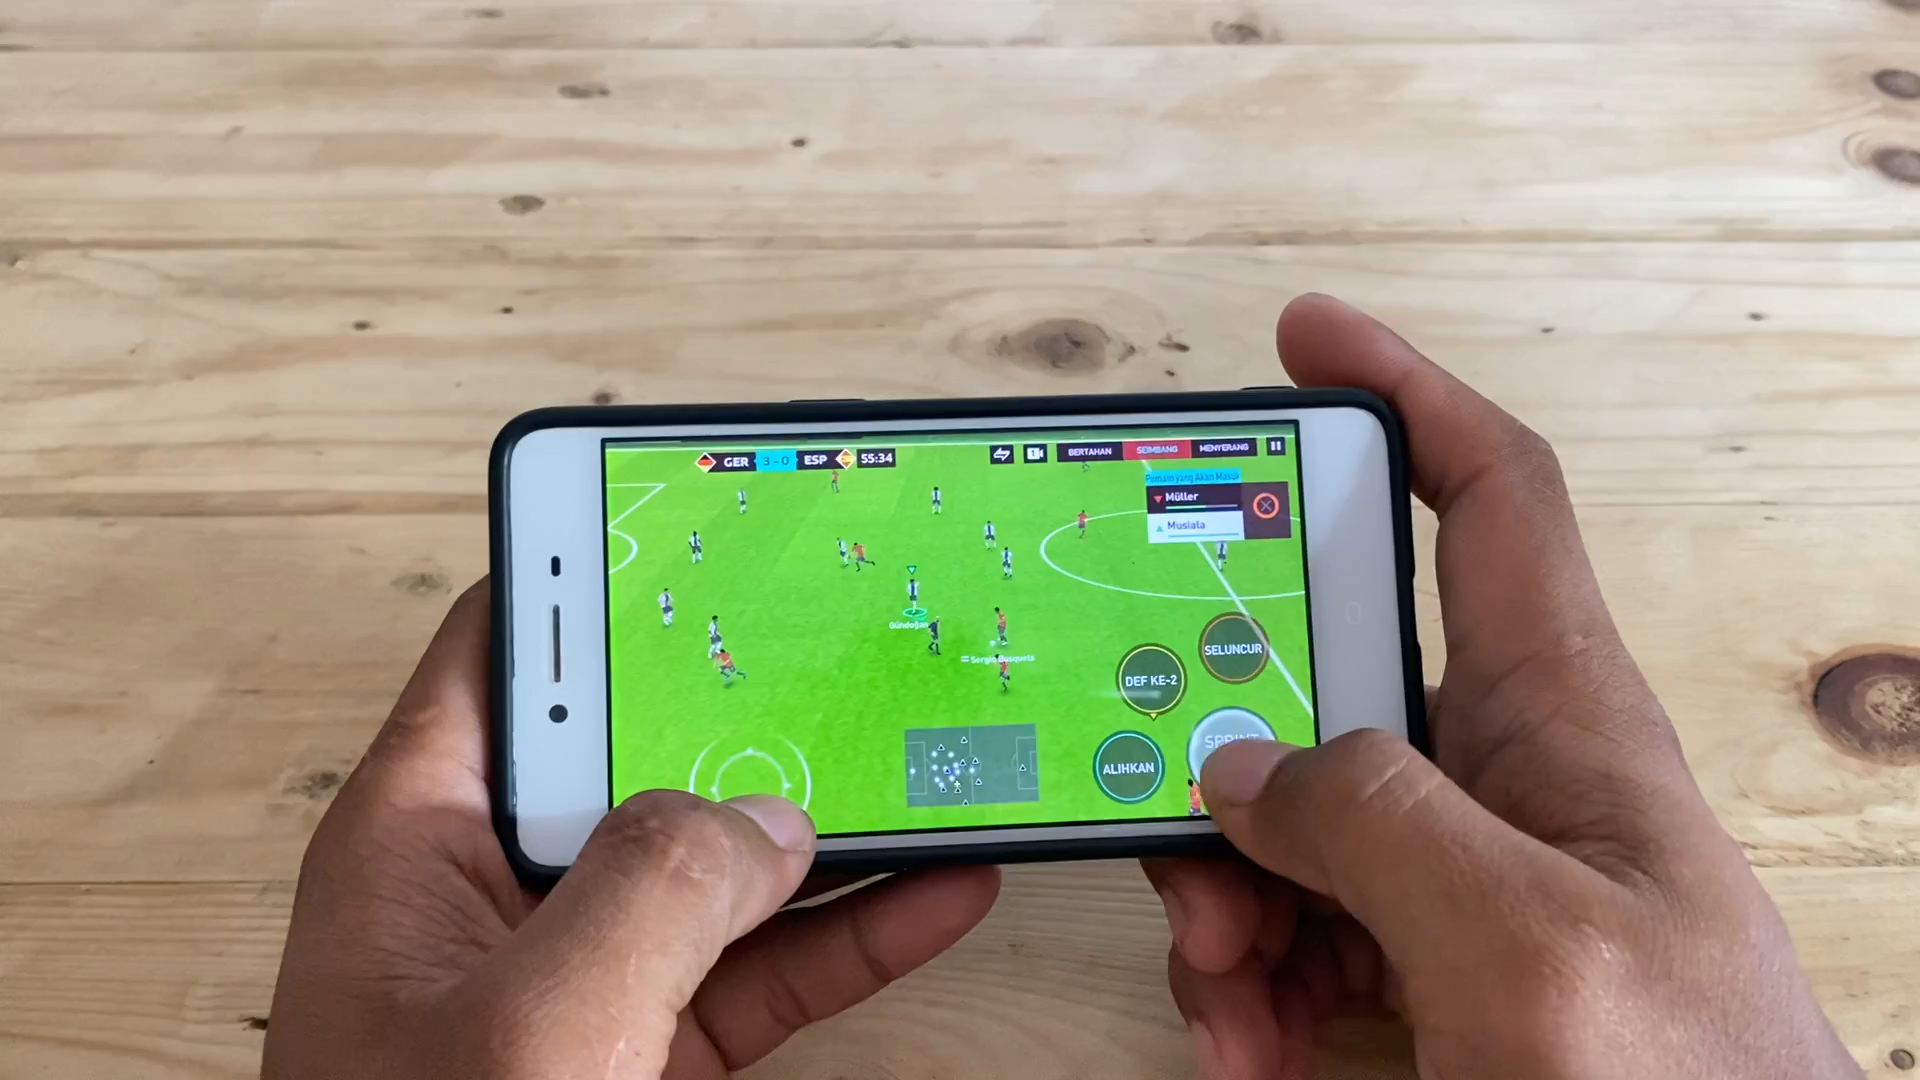 GER 3 - 0 ESP 55:34
BERTAHAN SEIMBANG MENYERANG
Pemain yang Akan Masuk
Müller
Musiala
Gündoğan
Sergio Busquets
SELUNCUR
DEF KE-2
SPRINT
ALIHKAN